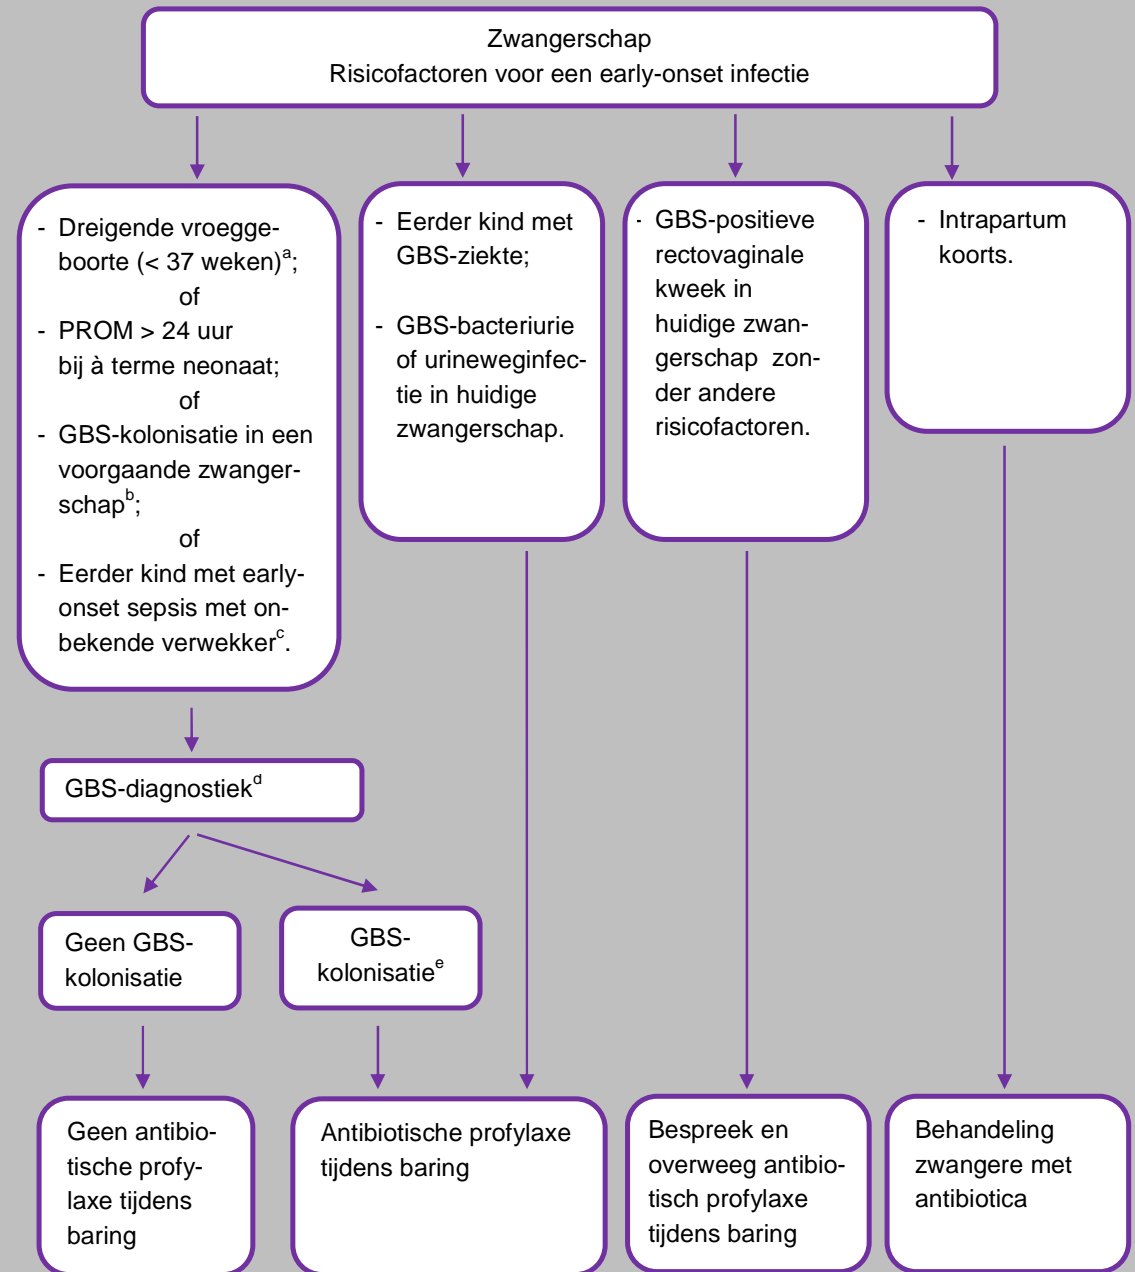 Zwangerschap
Risicofactoren voor een early-onset infectie
- Dreigende vroegge-
boorte (< 37 weken)a;
of
- PROM > 24 uur
bij à terme neonaat;
of
- GBS-kolonisatie in een
voorgaande zwanger-
schapb;
of
- Eerder kind met early-
onset sepsis met on-
bekende verwekkerc.
- Eerder kind met
GBS-ziekte;
- GBS-bacteriurie
of urineweginfec-
tie in huidige
zwangerschap.
- GBS-positieve
rectovaginale
kweek in
huidige zwan-
gerschap zon-
der andere
risicofactoren.
- Intrapartum
koorts.
GBS-diagnostiekd
Geen GBS-
kolonisatie
GBS-
kolonisatiee
Geen antibio-
tische profy-
laxe tijdens
baring
Antibiotische profylaxe
tijdens baring
Bespreek en
overweeg antibio-
tisch profylaxe
tijdens baring
Behandeling
zwangere met
antibiotica